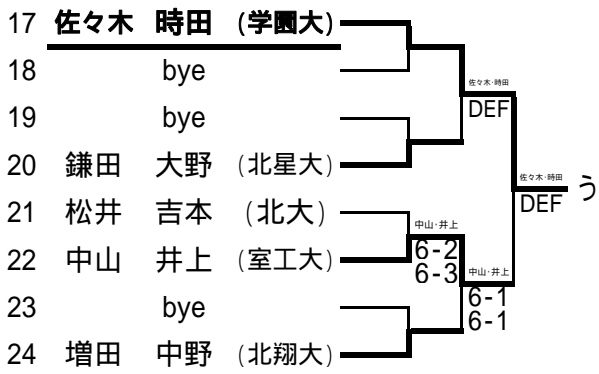 17 佐々木 時田 (学園大)
18 bye
佐々木・時田
19 bye
DEF
20 鎌田 大野 (北星大)
佐々木・時田
DEF
う
21 松井 吉本 (北大)
中山・井上
22 中山 井上 (室工大)
6-2
6-3
中山・井上
23 bye
6-1
6-1
24 増田 中野 (北翔大)